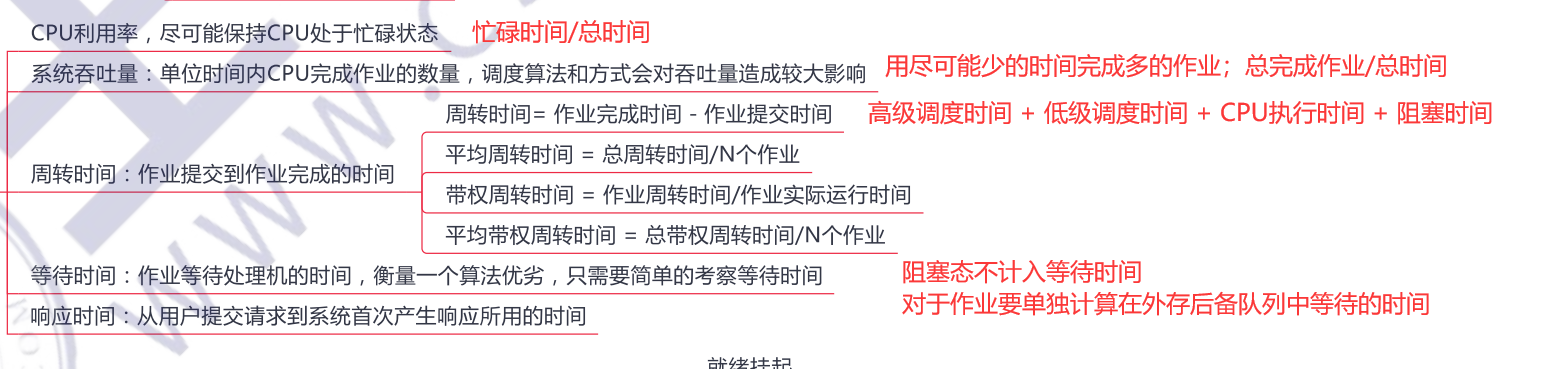 CPU利用率，尽可能保持CPU处于忙碌状态 忙碌时间/总时间
系统吞吐量：单位时间内CPU完成作业的数量，调度算法和方式会对吞吐量造成较大影响 用尽可能少的时间完成多的作业；总完成作业/总时间
周转时间= 作业完成时间 - 作业提交时间 高级调度时间 + 低级调度时间 + CPU执行时间 + 阻塞时间
平均周转时间 = 总周转时间/N个作业
周转时间：作业提交到作业完成的时间
带权周转时间 = 作业周转时间/作业实际运行时间
平均带权周转时间 = 总带权周转时间/N个作业
等待时间：作业等待处理机的时间，衡量一个算法优劣，只需要简单的考察等待时间 阻塞态不计入等待时间
对于作业要单独计算在外存后备队列中等待的时间
响应时间：从用户提交请求到系统首次产生响应所用的时间
就绪挂起
WWW.